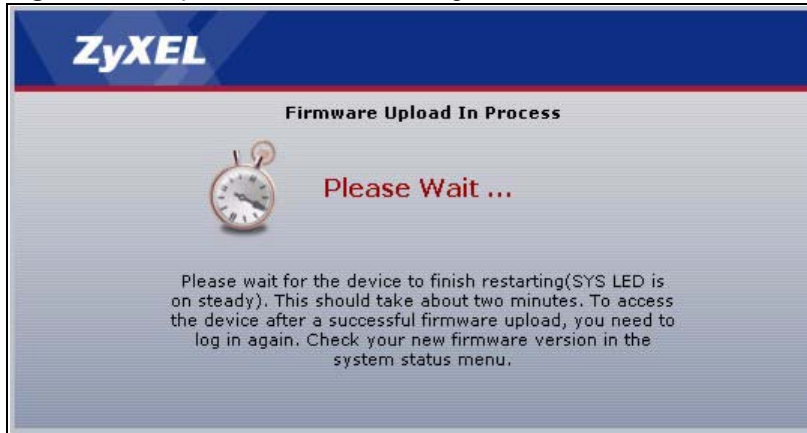 ZyXEL
Firmware Upload In Process
Please Wait ...
Please wait for the device to finish restarting(SYS LED is
on steady). This should take about two minutes. To access
the device after a successful firmware upload, you need to
log in again. Check your new firmware version in the
system status menu.